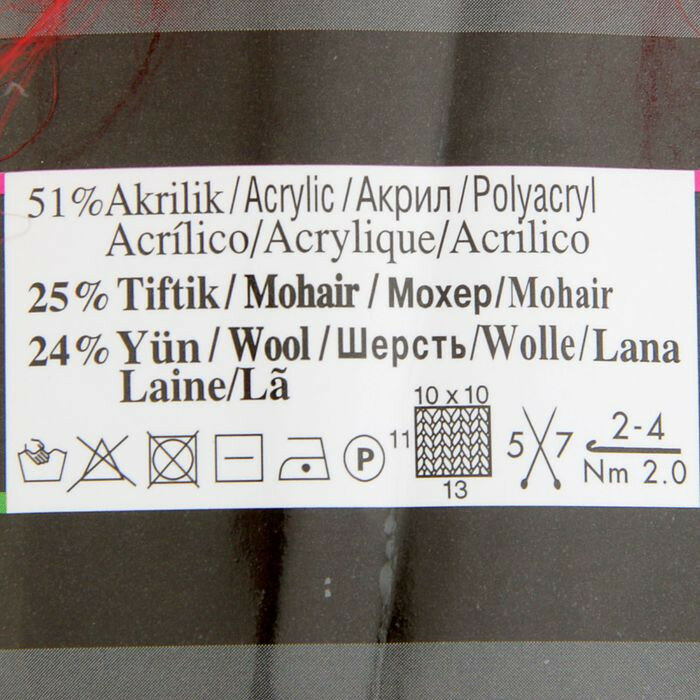 51% Akrilik / Acrylic / Акрил / Polyacryl
Acrílico/Acrylique/Acrilico
25% Tiftik / Mohair / Мохер/Mohair
24% Yün / Wool / Шерсть/Wolle/Lana
Laine/Lã
10 x 10
P 11 5 7 2-4
13 Nm 2.0